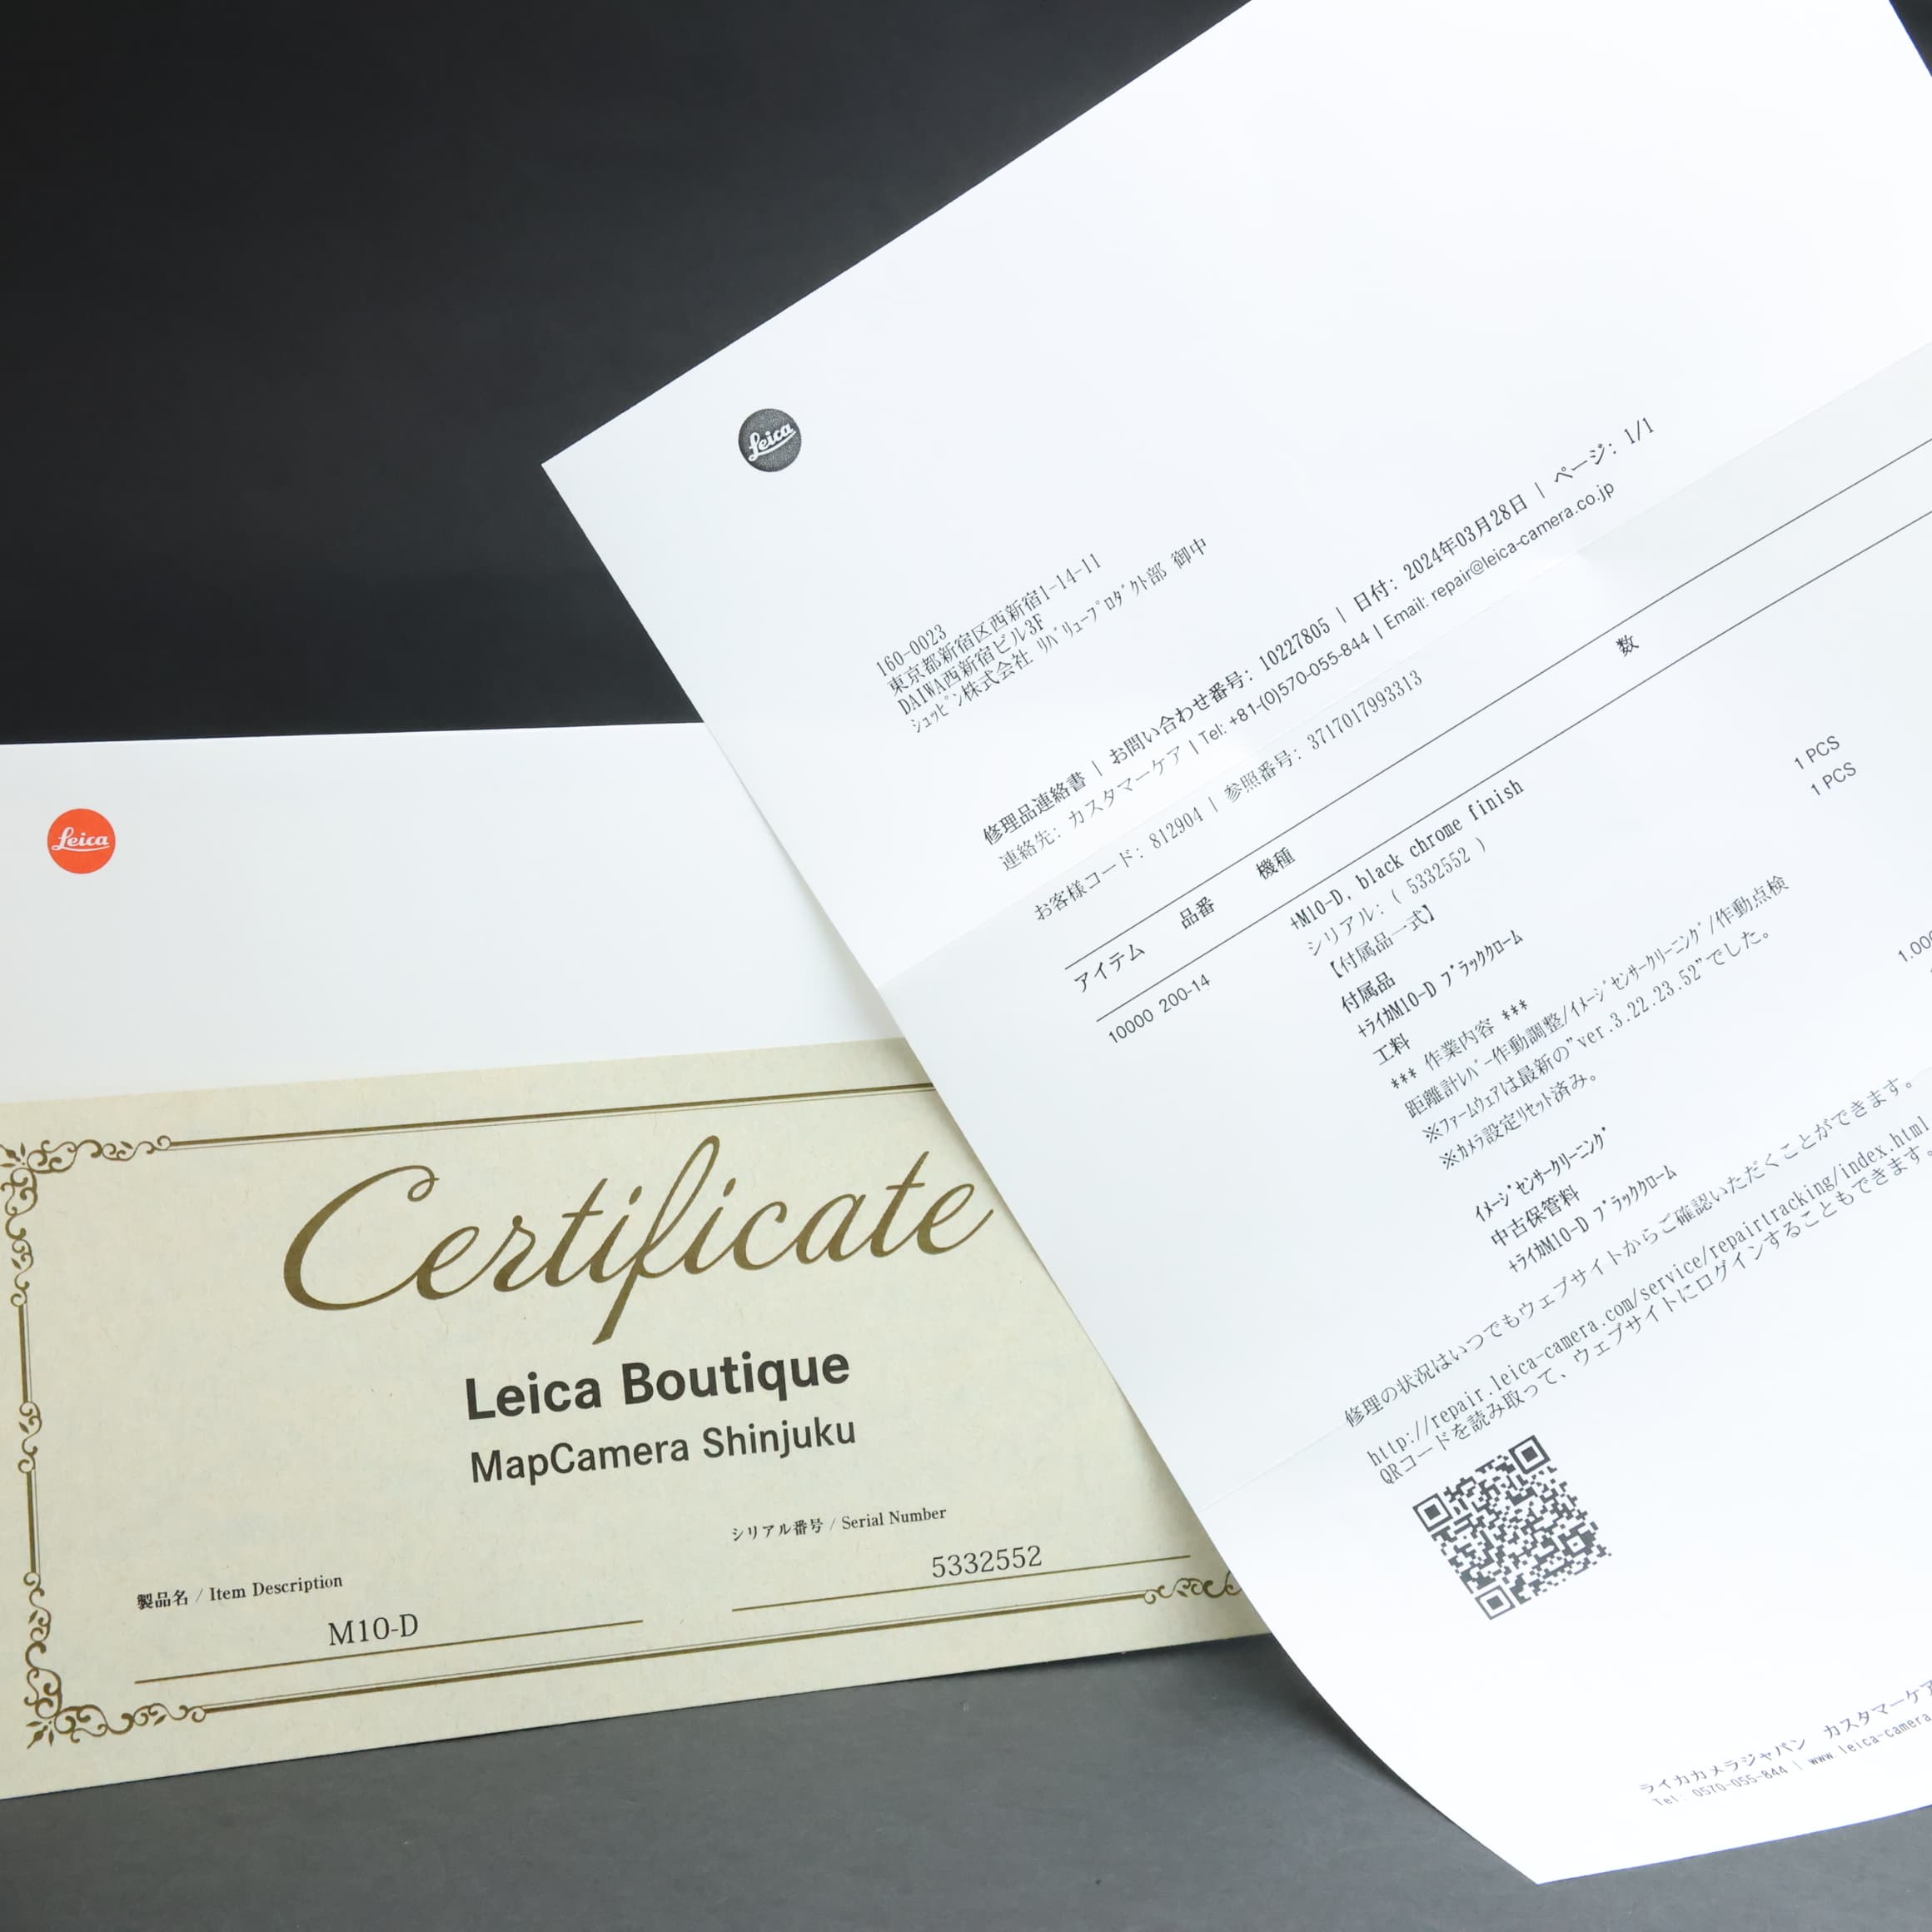 Leica
160-0023
東京都新宿区西新宿1-14-11
DAIWA西新宿ビル3F
ｼｭｯﾋﾟﾝ株式会社 ﾘﾊﾞﾘｭｰﾌﾟﾛﾀﾞｸﾄ部 御中
修理品連絡書 | お問い合わせ番号: 10227805 | 日付: 2024年03月28日 | ページ: 1/1
連絡先: カスタマーケア | Tel: +81-(0)570-055-844 | Email: repair@leica-camera.co.jp
お客様コード: 812904 | 参照番号: 3717017993313
アイテム 品番 機種 数
10000 200-14 +M10-D, black chrome finish 1 PCS
シリアル: ( 5332552 ) 1 PCS
【付属品一式】
付属品
+ﾗｲｶM10-D ﾌﾞﾗｯｸｸﾛｰﾑ
工料
*** 作業内容 ***
距離計ﾚﾊﾞｰ作動調整/ｲﾒｰｼﾞｾﾝｻｰｸﾘｰﾆﾝｸﾞ/作動点検
※ﾌｧｰﾑｳｪｱは最新の"ver.3.22.23.52"でした。
※ｶﾒﾗ設定ﾘｾｯﾄ済み。
ｲﾒｰｼﾞｾﾝｻｰｸﾘｰﾆﾝｸﾞ
中古保管料
+ﾗｲｶM10-D ﾌﾞﾗｯｸｸﾛｰﾑ
修理の状況はいつでもウェブサイトからご確認いただくことができます。
http://repair.leica-camera.com/service/repairtracking/index.html
QRコードを読み取って、ウェブサイトにログインすることもできます。
ライカカメラジャパン カスタマーケア
Tel: 0570-055-844 | www.leica-camera.
Leica
Certificate
Leica Boutique
MapCamera Shinjuku
シリアル番号 / Serial Number
5332552
製品名 / Item Description
M10-D